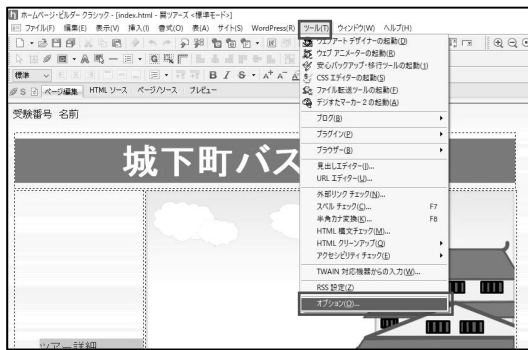 ホームページ・ビルダー クラシック - [index.html - 闇ツアーズ <標準モード>]
ファイル(F) 編集(E) 表示(V) 挿入(I) 書式(O) 表(A) サイト(S) WordPress(R) ツール(T) ウィンドウ(W) ヘルプ(H)
ウェブアート デザイナーの起動(D)
ウェブ アニメーターの起動(B)
安心バックアップ・移行ツールの起動(1)
標準
B I S A A
CSS エディターの起動(S)
ページ編集 HTML ソース ページ/ソース プレビュー
ファイル転送ツールの起動(F)
デジすたマーカー 2 の起動(A)
受験番号 名前
ブログ(B)
プラグイン(P)
ブラウザー(B)
城下町バス
見出しエディター(I)...
URL エディター(U)...
外部リンク チェック(N)...
スペル チェック(C)... F7
半角カナ変換(K)... F8
HTML 構文チェック(M)...
HTML クリーンアップ(Q)
アクセシビリティ チェック(E)
TWAIN 対応機器からの入力(W)...
RSS 設定(Z)
オプション(O)...
ツアー詳細